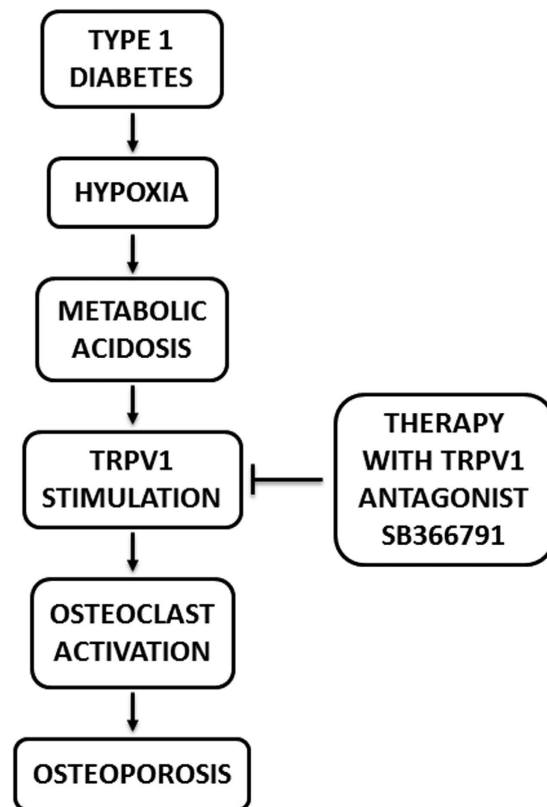 TYPE 1
DIABETES
HYPOXIA
METABOLIC
ACIDOSIS
TRPV1
STIMULATION
THERAPY
WITH TRPV1
ANTAGONIST
SB366791
OSTEOCLAST
ACTIVATION
OSTEOPOROSIS